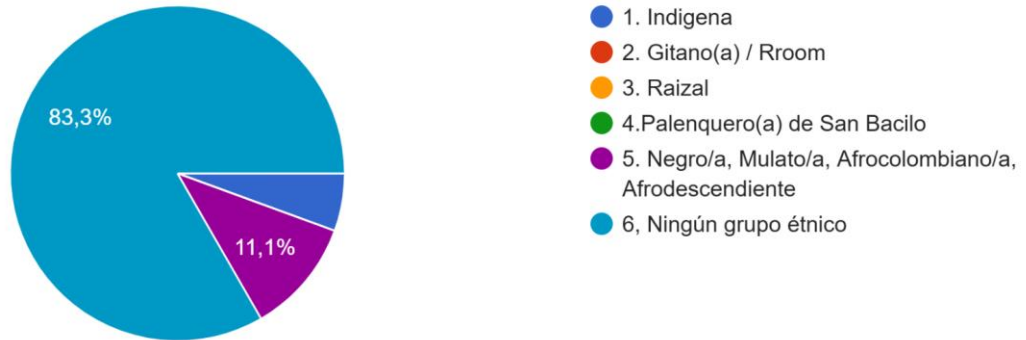 83,3%
11,1%
1. Indigena
2. Gitano(a) / Rroom
3. Raizal
4.Palenquero(a) de San Bacilo
5. Negro/a, Mulato/a, Afrocolombiano/a,
Afrodescendiente
6, Ningún grupo étnico